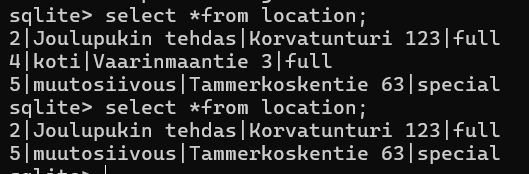 sqlite> select *from location;
2|Joulupukin tehdas|Korvatunturi 123|full
4|koti|Vaarinmaantie 3|full
5|muutosiivous|Tammerkoskentie 63|special
sqlite> select *from location;
2|Joulupukin tehdas|Korvatunturi 123|full
5|muutosiivous|Tammerkoskentie 63|special
sqlite>